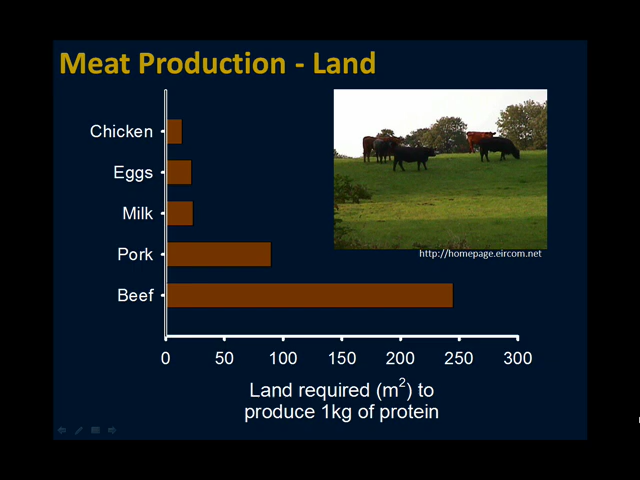 Meat Production - Land
Chicken
Eggs
Milk
Pork
Beef
http://homepage.eircom.net
0 50 100 150 200 250 300
Land required (m²) to
produce 1kg of protein